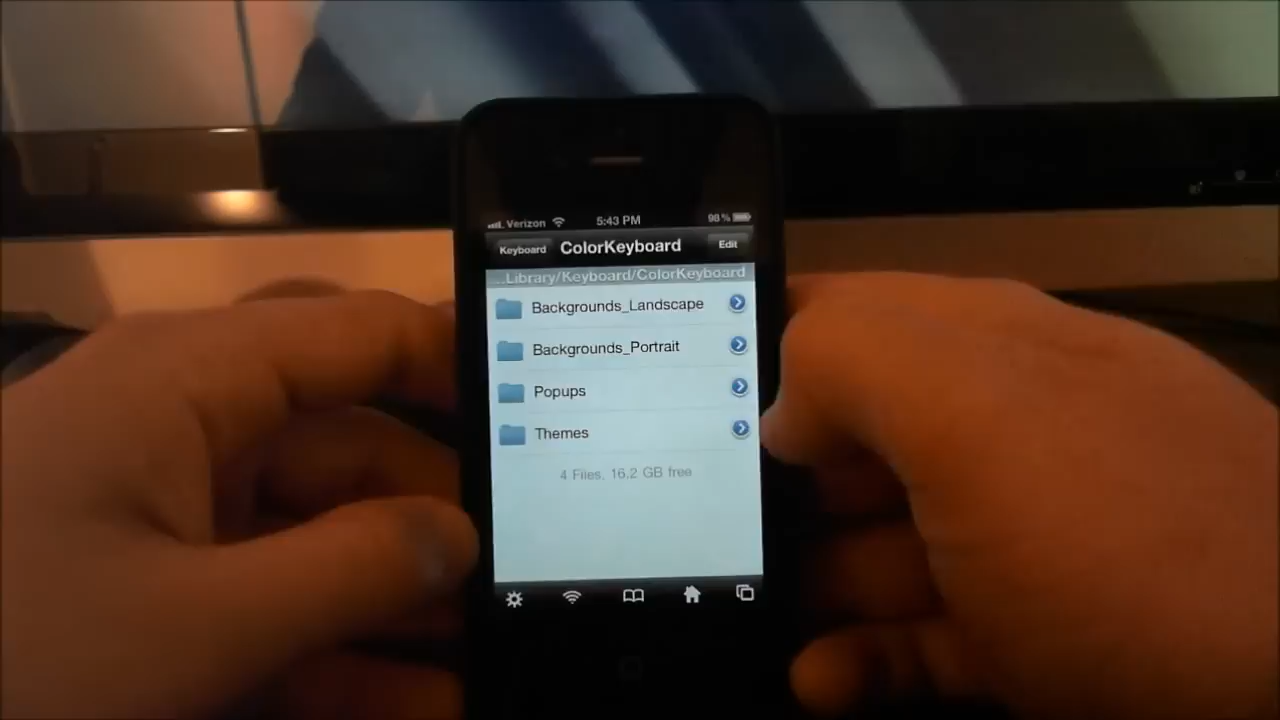 Verizon 5:43 PM 98%
Keyboard ColorKeyboard Edit
...Library/Keyboard/ColorKeyboard
Backgrounds_Landscape
Backgrounds_Portrait
Popups
Themes
4 Files, 16.2 GB free